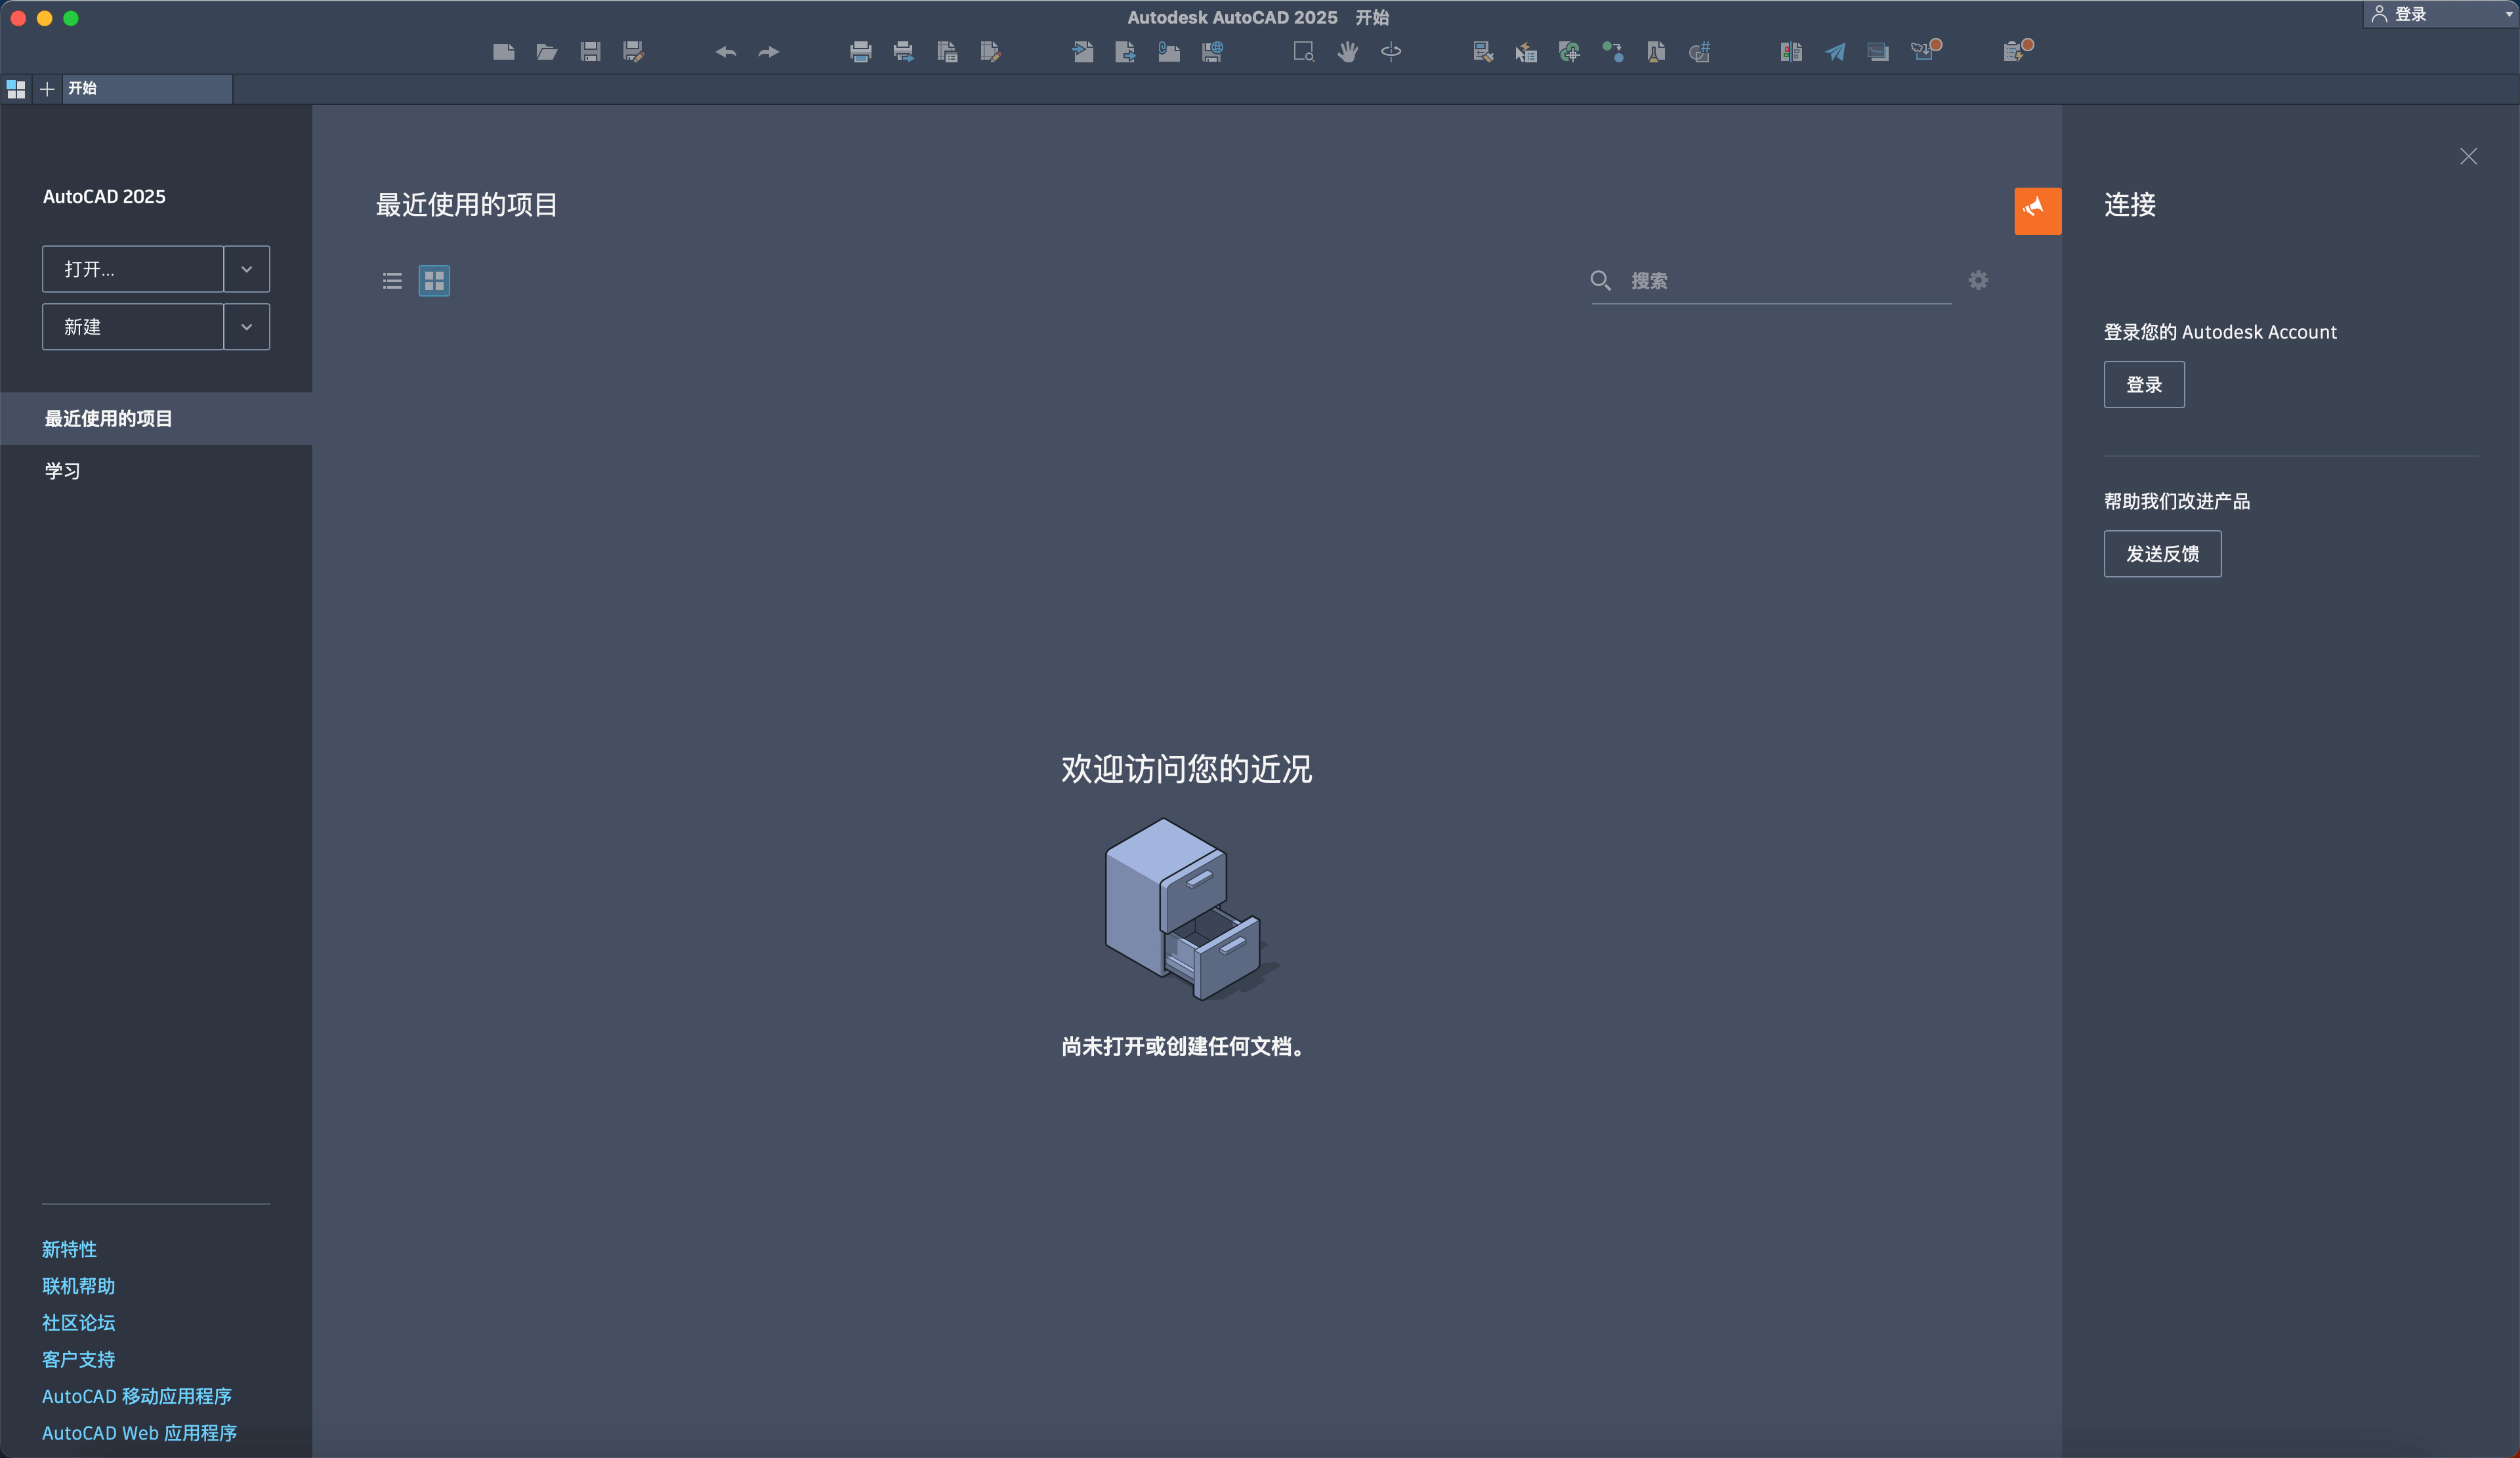 Autodesk AutoCAD 2025 开始
登录
开始
AutoCAD 2025
打开...
新建
最近使用的项目
学习
新特性
联机帮助
社区论坛
客户支持
AutoCAD 移动应用程序
AutoCAD Web 应用程序
最近使用的项目
搜索
欢迎访问您的近况
尚未打开或创建任何文档。
连接
登录您的 Autodesk Account
登录
帮助我们改进产品
发送反馈